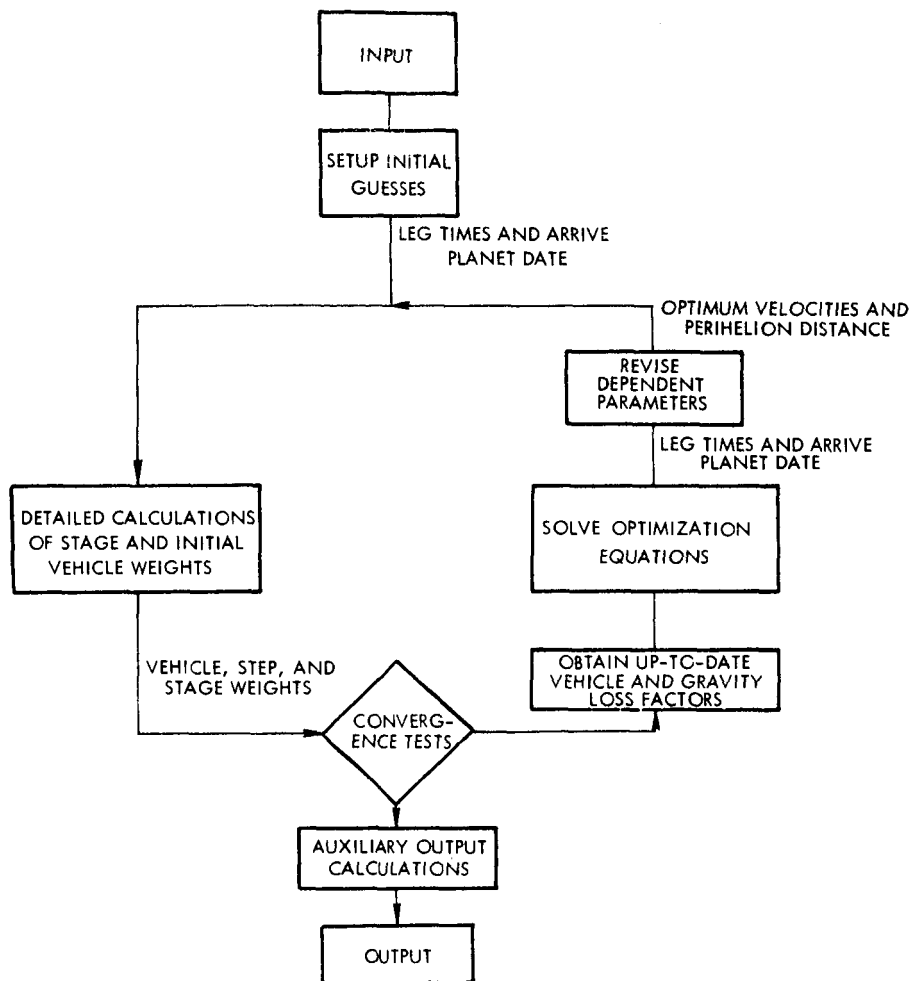 INPUT
SETUP INITIAL
GUESSES
LEG TIMES AND ARRIVE
PLANET DATE
OPTIMUM VELOCITIES AND
PERIHELION DISTANCE
REVISE
DEPENDENT
PARAMETERS
LEG TIMES AND ARRIVE
PLANET DATE
DETAILED CALCULATIONS
OF STAGE AND INITIAL
VEHICLE WEIGHTS
SOLVE OPTIMIZATION
EQUATIONS
VEHICLE, STEP, AND
STAGE WEIGHTS
OBTAIN UP-TO-DATE
VEHICLE AND GRAVITY
LOSS FACTORS
CONVERG-
ENCE TESTS
AUXILIARY OUTPUT
CALCULATIONS
OUTPUT